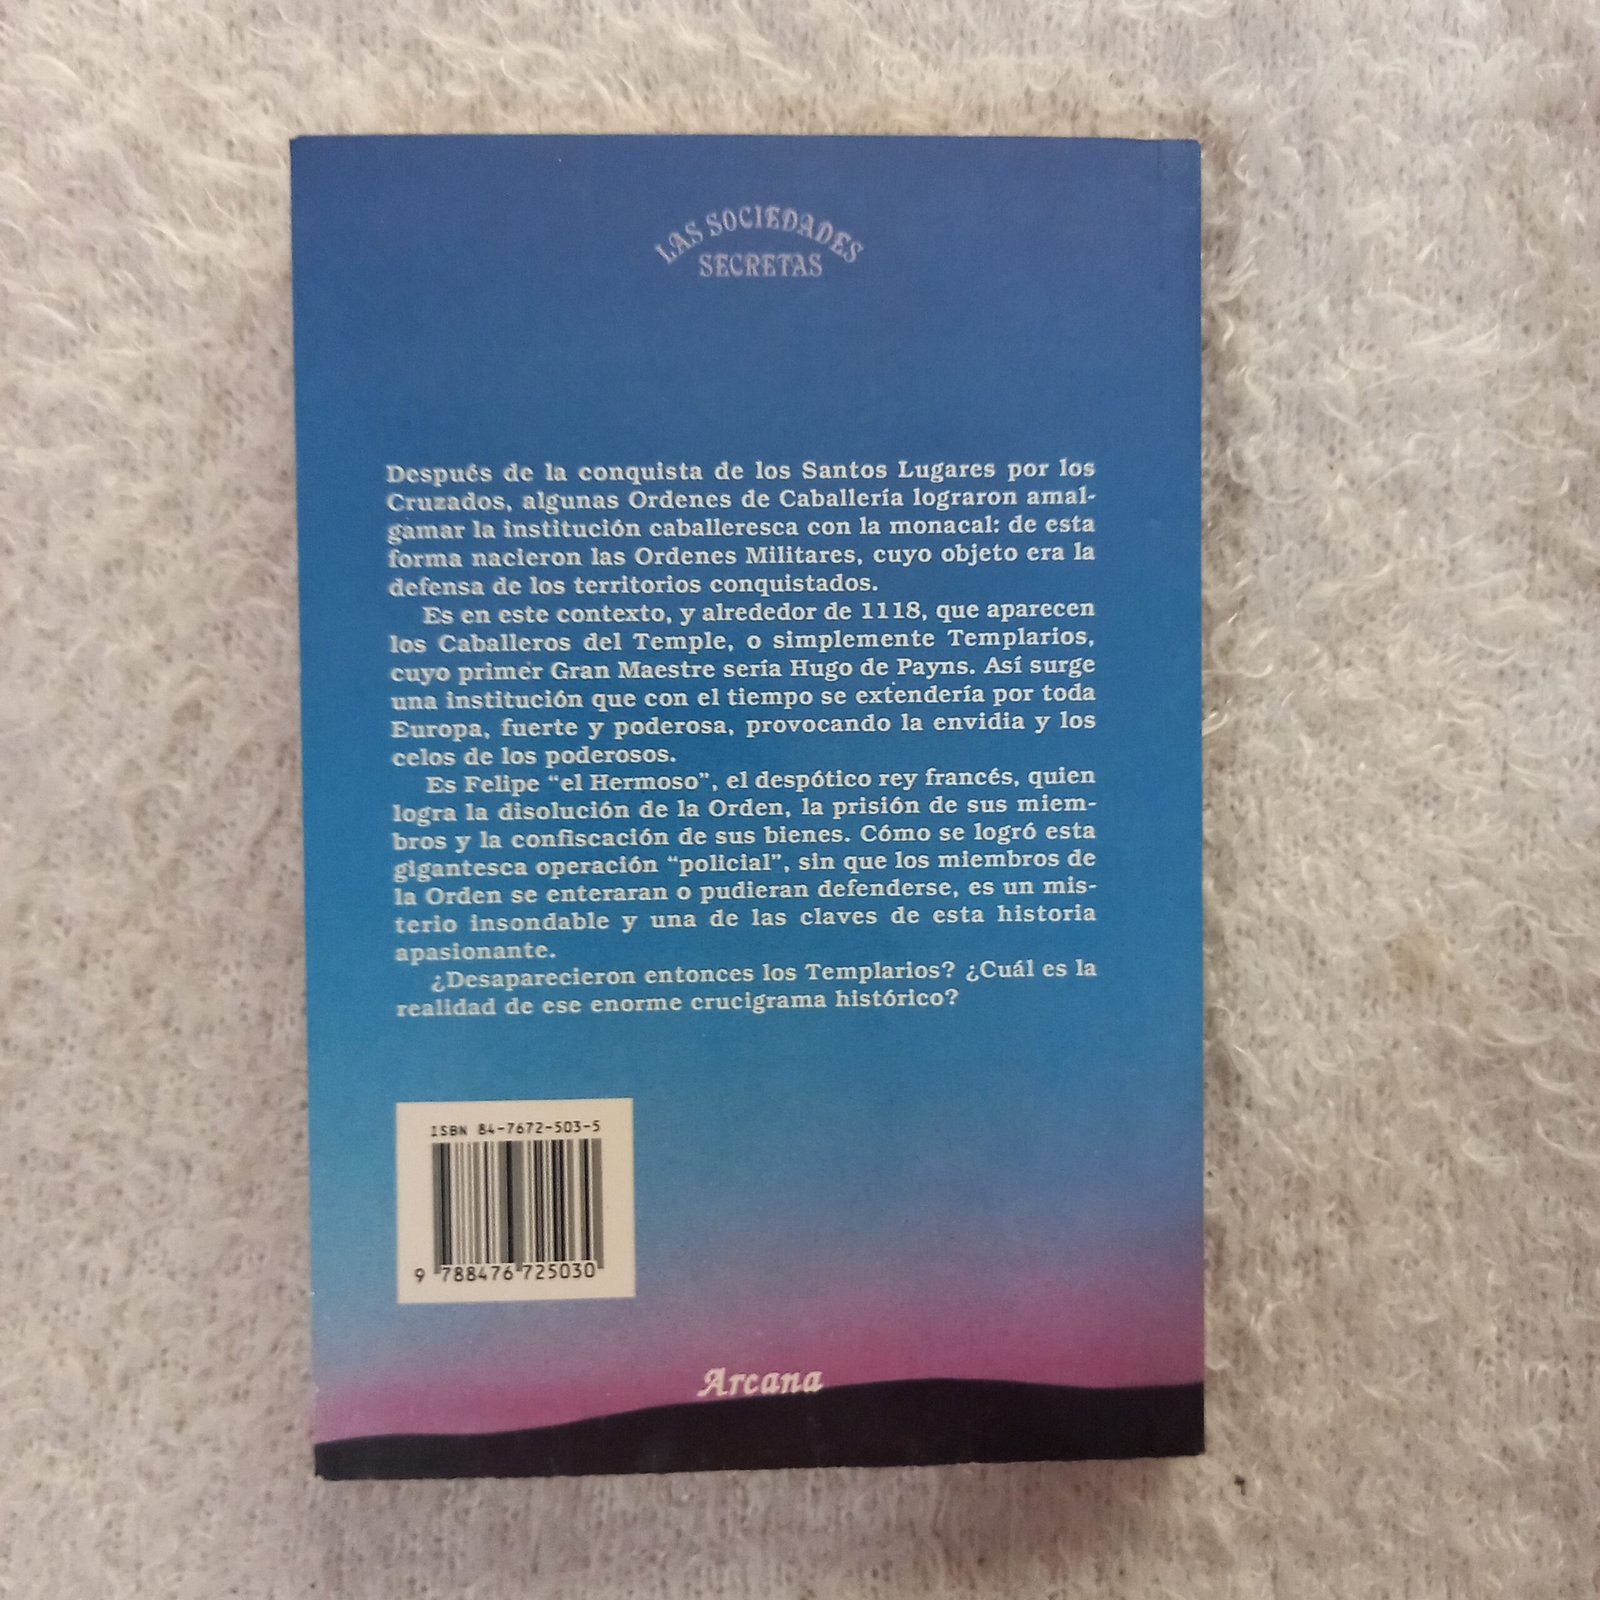 LAS SOCIEDADES
SECRETAS
Después de la conquista de los Santos Lugares por los
Cruzados, algunas Ordenes de Caballería lograron amal-
gamar la institución caballeresca con la monacal: de esta
forma nacieron las Ordenes Militares, cuyo objeto era la
defensa de los territorios conquistados.
Es en este contexto, y alrededor de 1118, que aparecen
los Caballeros del Temple, o simplemente Templarios,
cuyo primer Gran Maestre sería Hugo de Payns. Así surge
una institución que con el tiempo se extendería por toda
Europa, fuerte y poderosa, provocando la envidia y los
celos de los poderosos.
Es Felipe “el Hermoso”, el despótico rey francés, quien
logra la disolución de la Orden, la prisión de sus miem-
bros y la confiscación de sus bienes. Cómo se logró esta
gigantesca operación “policial”, sin que los miembros de
la Orden se enteraran o pudieran defenderse, es un mis-
terio insondable y una de las claves de esta historia
apasionante.
¿Desaparecieron entonces los Templarios? ¿Cuál es la
realidad de ese enorme crucigrama histórico?
ISBN 84-7672-503-5
9 788476 725030
Arcana